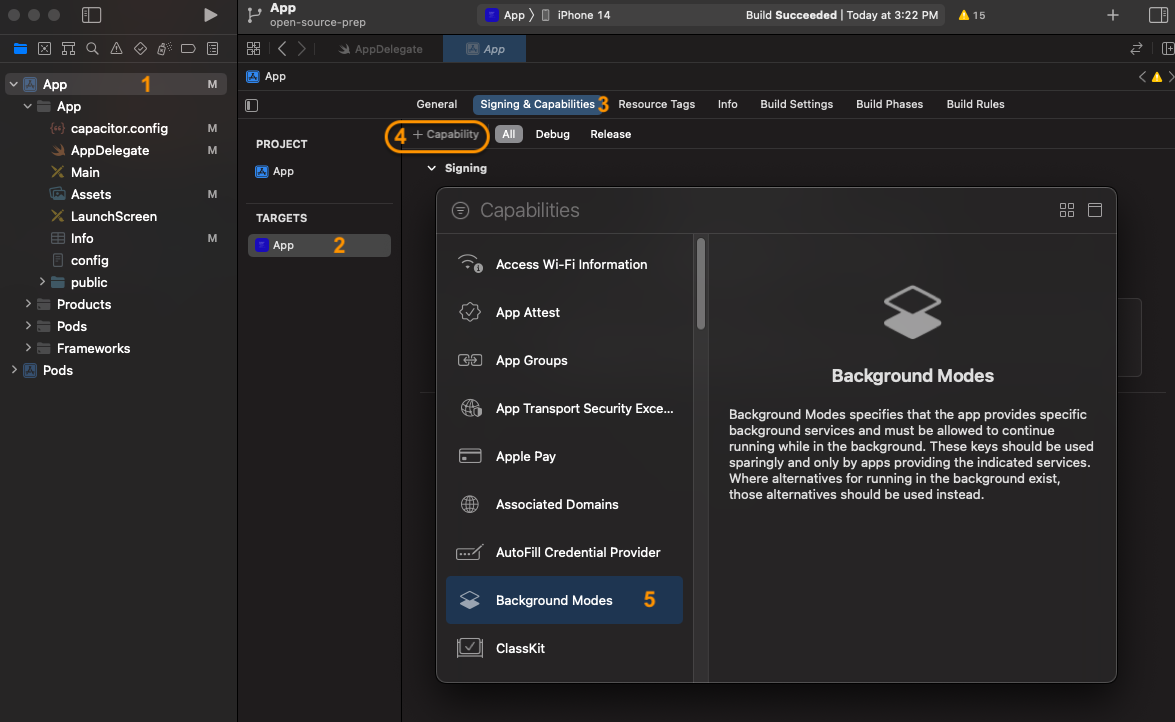 App
open-source-prep
App
iPhone 14
Build Succeeded | Today at 3:22 PM
15
AppDelegate
App
App 1 M
App
capacitor.config M
AppDelegate M
Main
Assets M
LaunchScreen
Info M
config
public
Products
Pods
Frameworks
Pods
App
General
Signing & Capabilities 3
Resource Tags
Info
Build Settings
Build Phases
Build Rules
4 + Capability
All
Debug
Release
PROJECT
App
TARGETS
App 2
Signing
Capabilities
Access Wi-Fi Information
App Attest
App Groups
App Transport Security Exce...
Apple Pay
Associated Domains
AutoFill Credential Provider
Background Modes 5
ClassKit
Background Modes
Background Modes specifies that the app provides specific
background services and must be allowed to continue
running while in the background. These keys should be used
sparingly and only by apps providing the indicated services.
Where alternatives for running in the background exist,
those alternatives should be used instead.